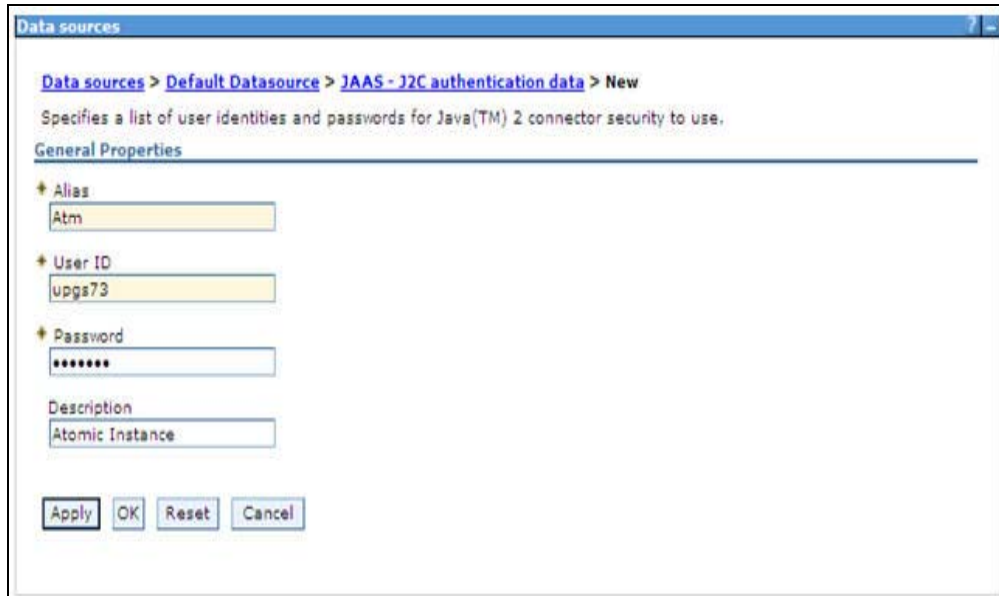 Data sources
? -
Data sources > Default Datasource > JAAS - J2C authentication data > New
Specifies a list of user identities and passwords for Java(TM) 2 connector security to use.
General Properties
Alias
Atm
User ID
upgs73
Password
•••••••
Description
Atomic Instance
Apply OK Reset Cancel